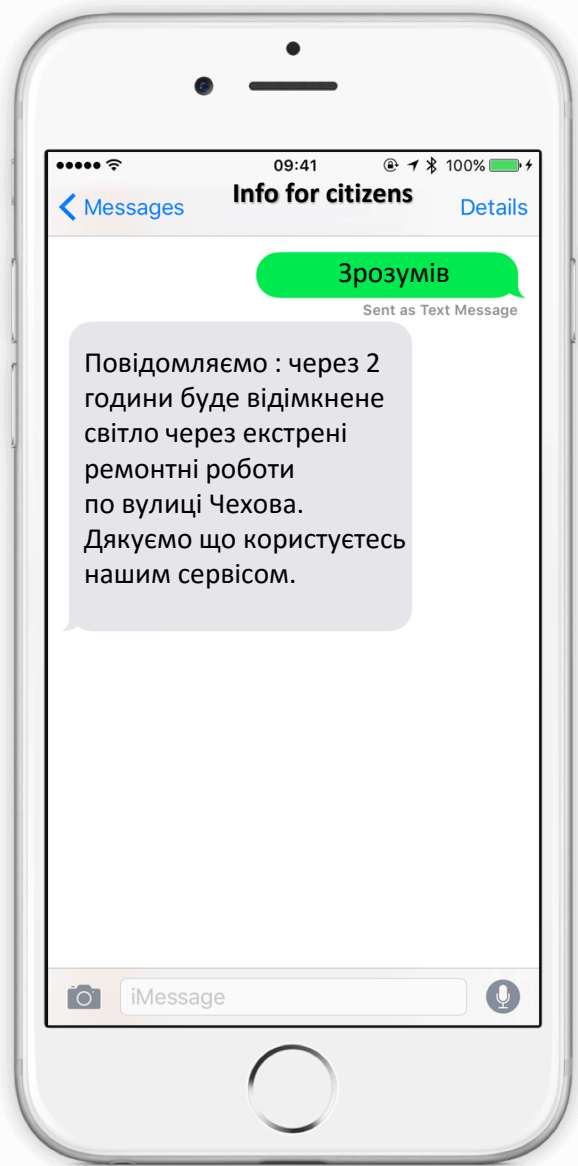 09:41
100%
Messages
Info for citizens
Details
Зрозумів
Sent as Text Message
Повідомляємо : через 2
години буде відімкнене
світло через екстрені
ремонтні роботи
по вулиці Чехова.
Дякуємо що користуєтесь
нашим сервісом.
iMessage